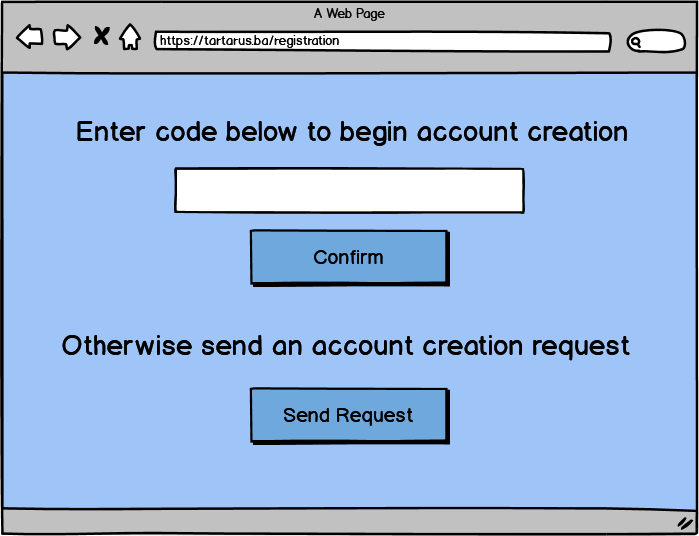 A Web Page
https://tartarus.ba/registration
Enter code below to begin account creation
Confirm
Otherwise send an account creation request
Send Request